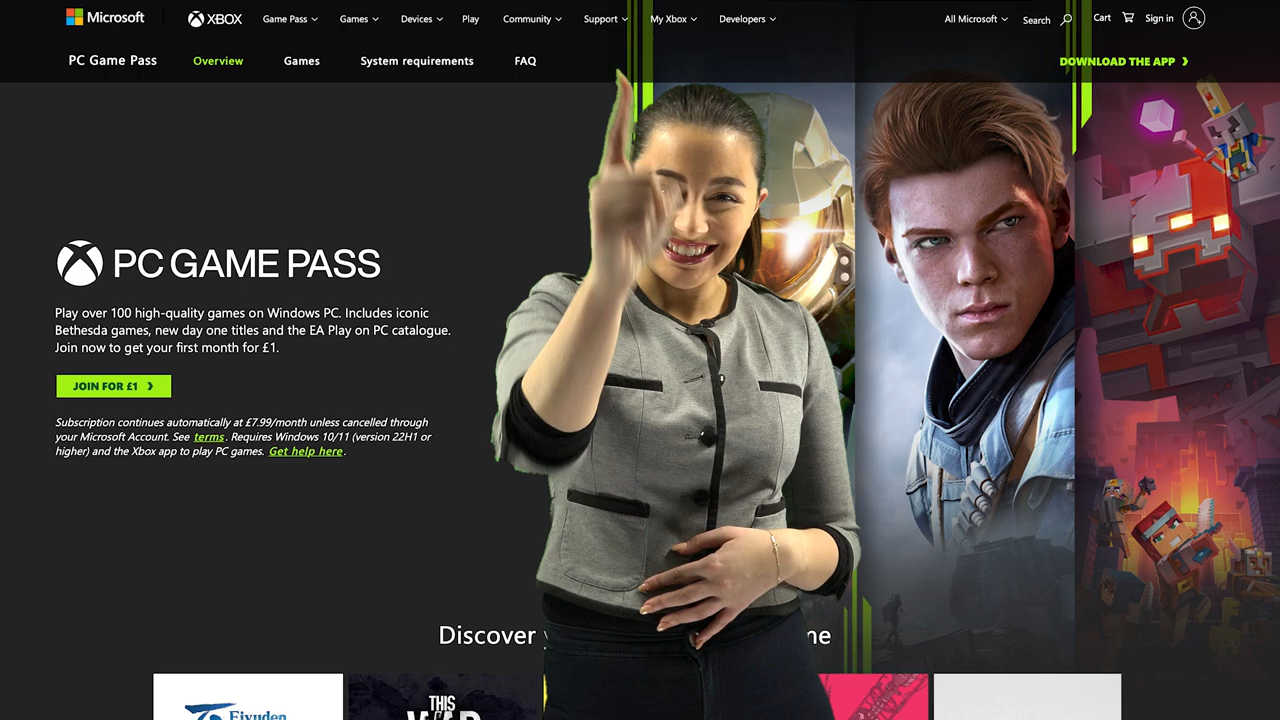 Microsoft
XBOX
Game Pass
Games
Devices
Play
Community
Support
My Xbox
Developers
All Microsoft
Search
Cart
Sign in
PC Game Pass
Overview
Games
System requirements
FAQ
DOWNLOAD THE APP
PC GAME PASS
Play over 100 high-quality games on Windows PC. Includes iconic
Bethesda games, new day one titles and the EA Play on PC catalogue.
Join now to get your first month for £1.
JOIN FOR £1
Subscription continues automatically at £7.99/month unless cancelled through
your Microsoft Account. See terms. Requires Windows 10/11 (version 22H1 or
higher) and the Xbox app to play PC games. Get help here.
Discover
THIS